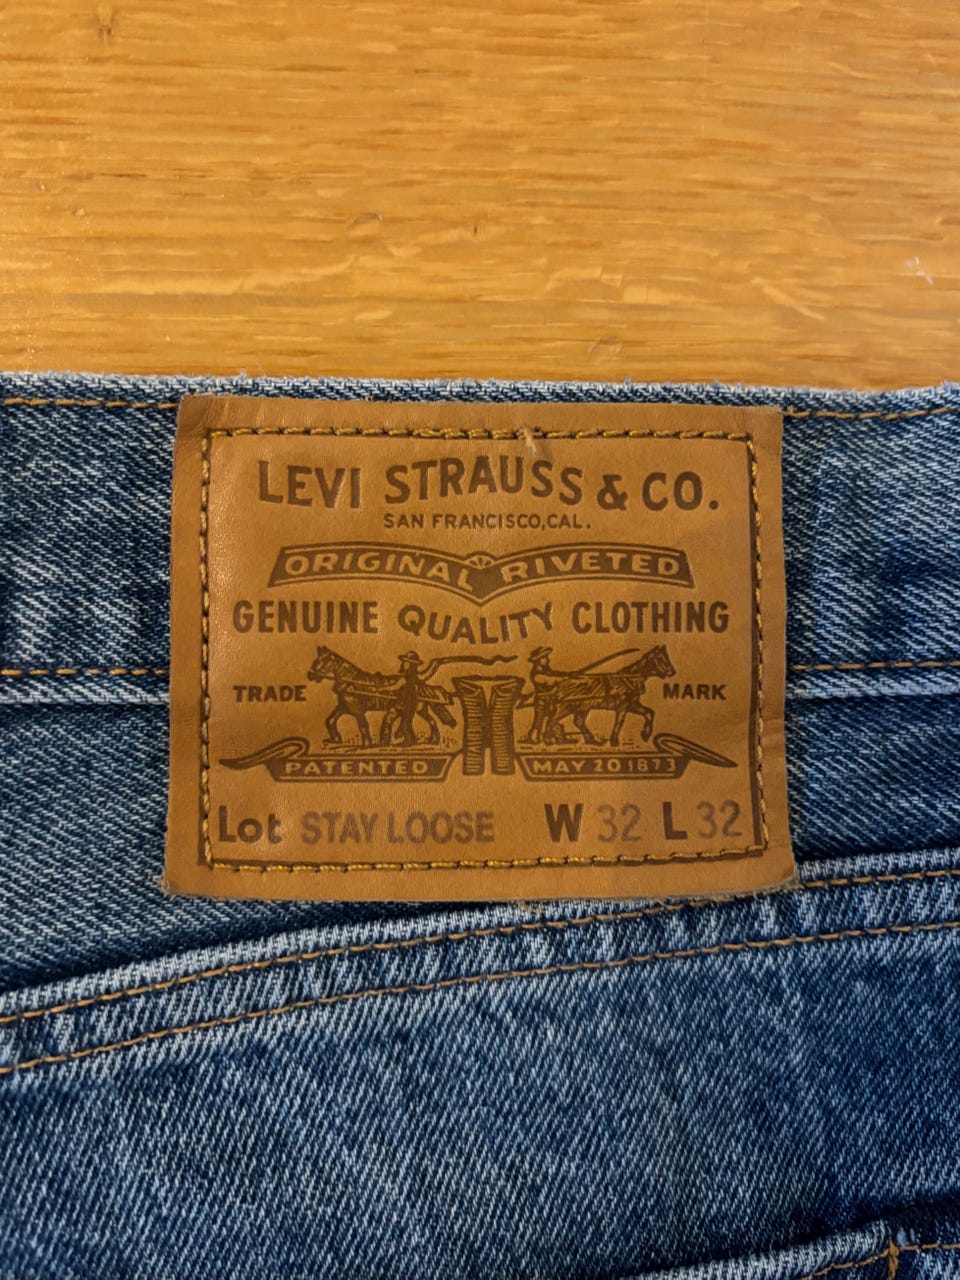 LEVI STRAUSS & CO.
SAN FRANCISCO, CAL.
ORIGINAL RIVETED
GENUINE QUALITY CLOTHING
TRADE MARK
PATENTED MAY 20 1873
Lot STAY LOOSE W 32 L 32